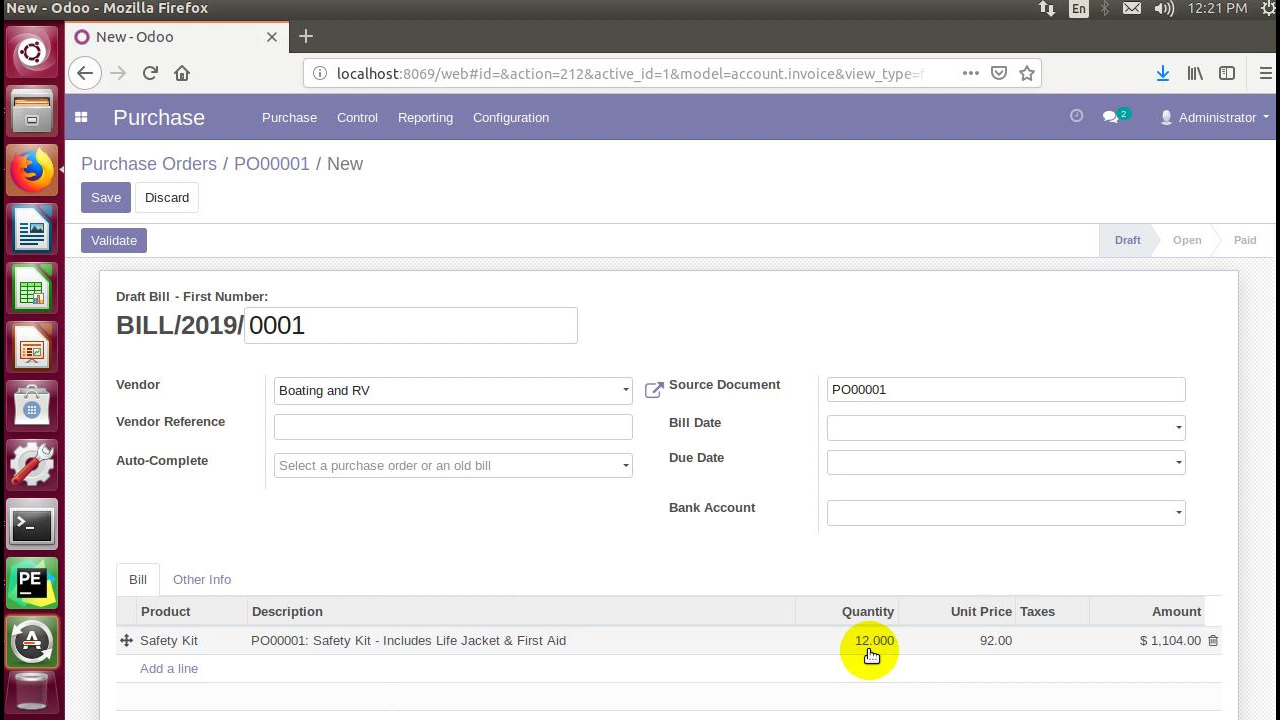 New - Odoo - Mozilla Firefox
En
12:21 PM
New - Odoo
localhost:8069/web#id=&action=212&active_id=1&model=account.invoice&view_type=f
Purchase
Purchase
Control
Reporting
Configuration
2
Administrator
Purchase Orders / PO00001 / New
Save
Discard
Validate
Draft
Open
Paid
Draft Bill - First Number:
BILL/2019/ 0001
Vendor
Boating and RV
Source Document
PO00001
Vendor Reference
Bill Date
Auto-Complete
Select a purchase order or an old bill
Due Date
Bank Account
Bill
Other Info
Product Description Quantity Unit Price Taxes Amount
Safety Kit PO00001: Safety Kit - Includes Life Jacket & First Aid 12.000 92.00 $ 1,104.00
Add a line
PE